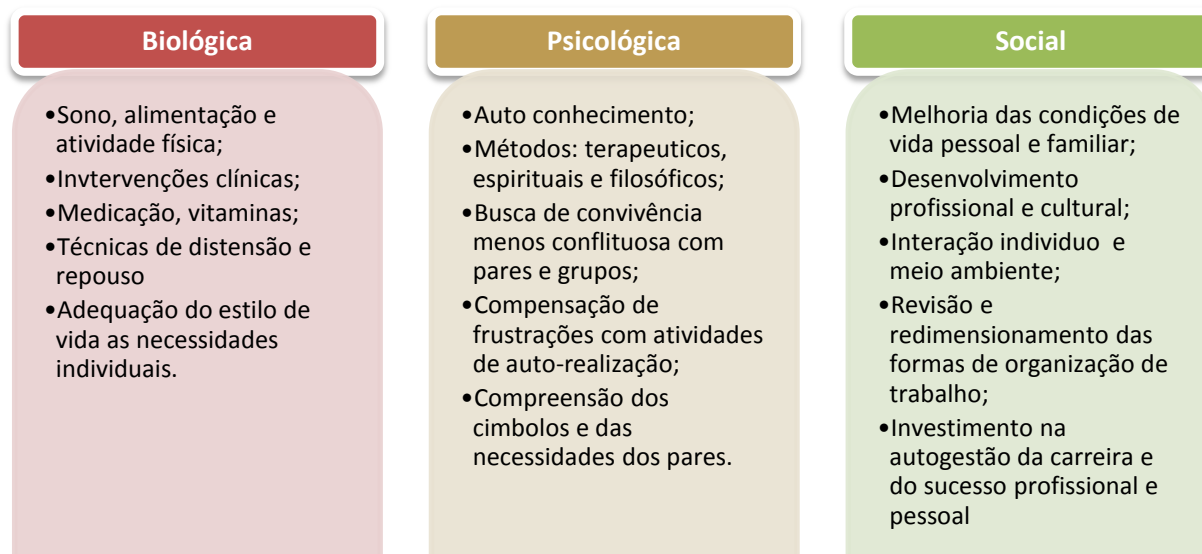 Biológica
•Sono, alimentação e
atividade física;
•Invtervenções clínicas;
•Medicação, vitaminas;
•Técnicas de distensão e
repouso
•Adequação do estilo de
vida as necessidades
individuais.
Psicológica
•Auto conhecimento;
•Métodos: terapeuticos,
espirituais e filosóficos;
•Busca de convivência
menos conflituosa com
pares e grupos;
•Compensação de
frustrações com atividades
de auto-realização;
•Compreensão dos
cimbolos e das
necessidades dos pares.
Social
•Melhoria das condições de
vida pessoal e familiar;
•Desenvolvimento
profissional e cultural;
•Interação individuo e
meio ambiente;
•Revisão e
redimensionamento das
formas de organização de
trabalho;
•Investimento na
autogestão da carreira e
do sucesso profissional e
pessoal